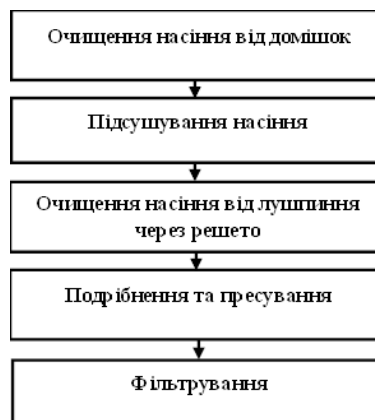 Очищення насіння від домішок
Підсушування насіння
Очищення насіння від лушпиння
через решето
Подрібнення та пресування
Фільтрування